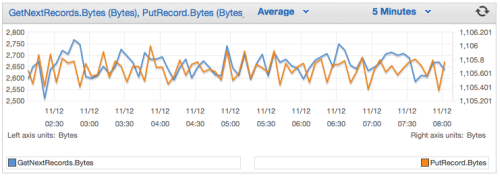 GetNextRecords.Bytes (Bytes), PutRecord.Bytes (Bytes, Average 5 Minutes
2,800 1,106.201
2,750 1,106.001
2,700 1,105.801
2,650
2,600 1,105.601
2,550 1,105.401
2,500 1,105.201
11/12 11/12 11/12 11/12 11/12 11/12 11/12 11/12 11/12 11/12 11/12 11/12
02:30 03:00 03:30 04:00 04:30 05:00 05:30 06:00 06:30 07:00 07:30 08:00
Left axis units: Bytes Right axis units: Bytes
GetNextRecords.Bytes PutRecord.Bytes